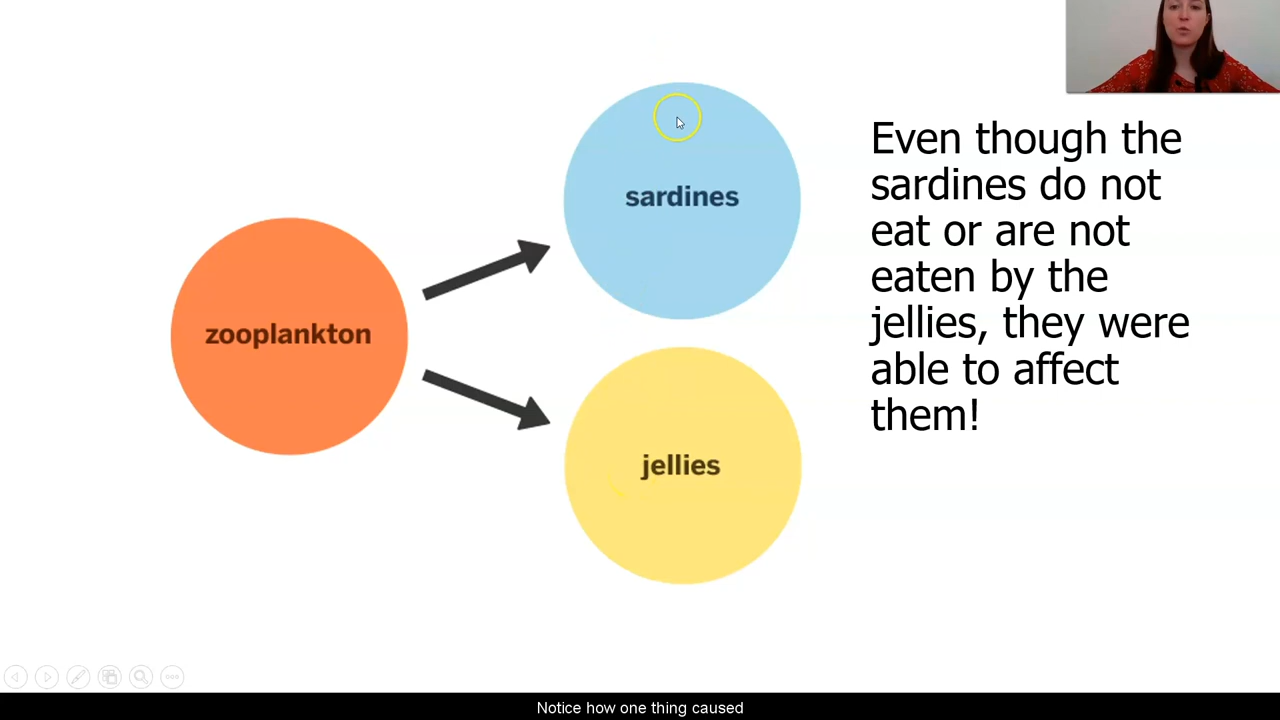 sardines
zooplankton
jellies
Even though the
sardines do not
eat or are not
eaten by the
jellies, they were
able to affect
them!
Notice how one thing caused